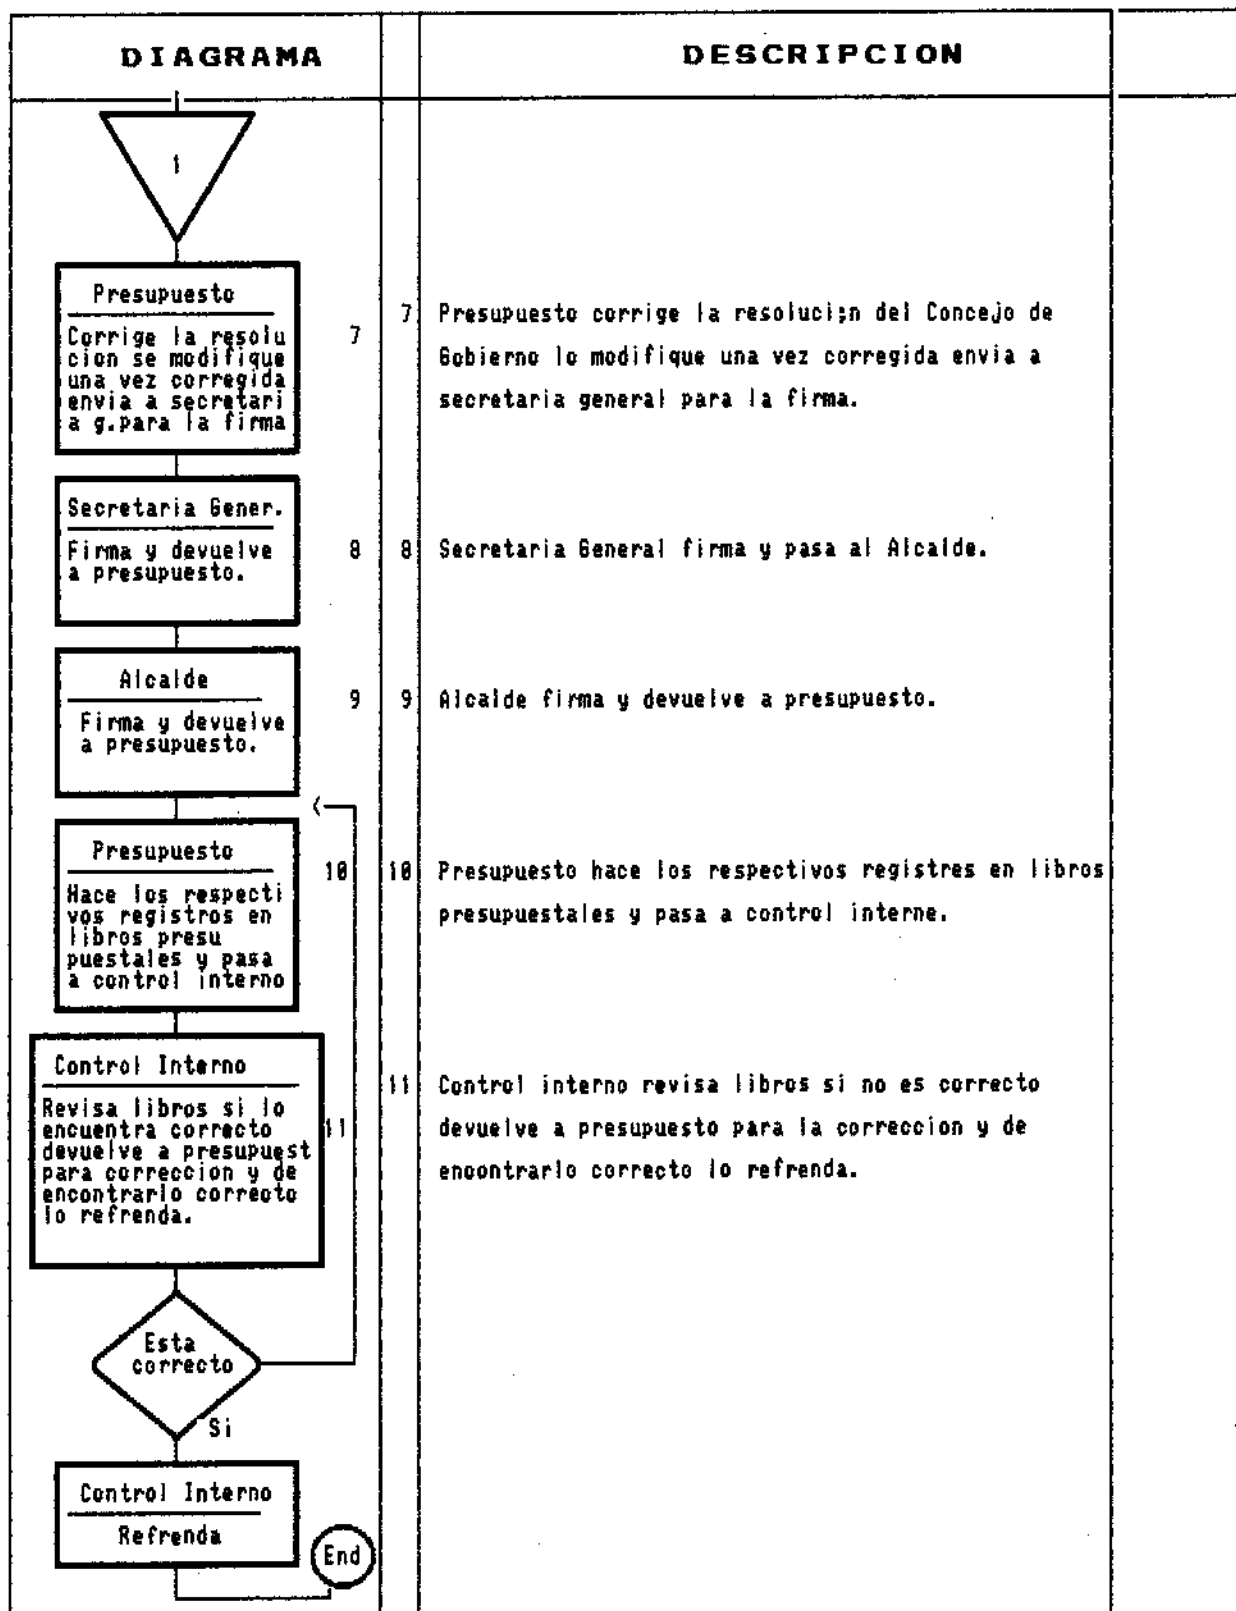 DIAGRAMA
DESCRIPCION
1
Presupuesto
Corrige la resolu
cion se modifique
una vez corregida
envia a secretari
a g.para la firma
7
7
Presupuesto corrige la resoluci;n del Concejo de
Gobierno lo modifique una vez corregida envia a
secretaria general para la firma.
Secretaria Gener.
Firma y devuelve
a presupuesto.
8
8
Secretaria General firma y pasa al Alcalde.
Alcalde
Firma y devuelve
a presupuesto.
9
9
Alcalde firma y devuelve a presupuesto.
Presupuesto
Hace los respecti
vos registros en
libros presu
puestales y pasa
a control interno
10
10
Presupuesto hace los respectivos registres en libros
presupuestales y pasa a control interne.
Control Interno
Revisa libros si lo
encuentra correcto
devuelve a presupuest
para correccion y de
encontrarlo correcto
lo refrenda.
11
11
Control interno revisa libros si no es correcto
devuelve a presupuesto para la correccion y de
encontrarlo correcto lo refrenda.
Esta
correcto
Si
Control Interno
Refrenda
End